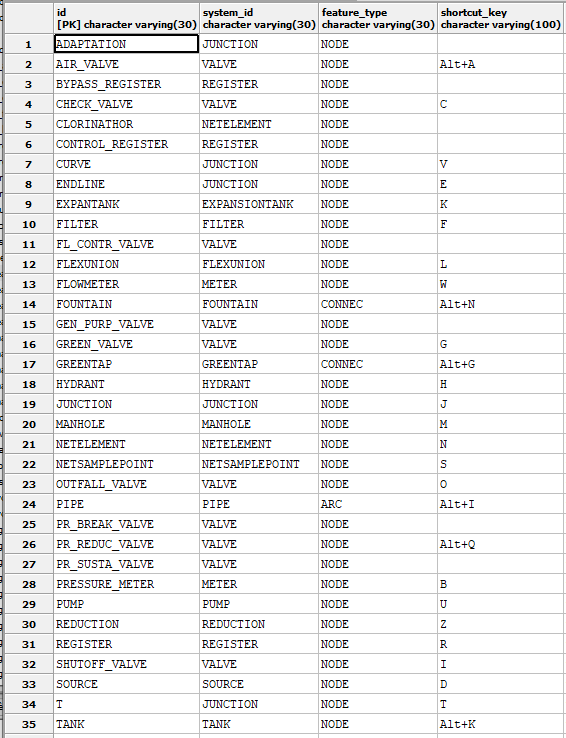 id system_id feature_type shortcut_key
[PK] character varying(30) character varying(30) character varying(30) character varying(100)
1 ADAPTATION JUNCTION NODE
2 AIR_VALVE VALVE NODE Alt+A
3 BYPASS_REGISTER REGISTER NODE
4 CHECK_VALVE VALVE NODE C
5 CLORINATHOR NETELEMENT NODE
6 CONTROL_REGISTER REGISTER NODE
7 CURVE JUNCTION NODE V
8 ENDLINE JUNCTION NODE E
9 EXPANTANK EXPANSIONTANK NODE K
10 FILTER FILTER NODE F
11 FL_CONTR_VALVE VALVE NODE
12 FLEXUNION FLEXUNION NODE L
13 FLOWMETER METER NODE W
14 FOUNTAIN FOUNTAIN CONNEC Alt+N
15 GEN_PURP_VALVE VALVE NODE
16 GREEN_VALVE VALVE NODE G
17 GREENTAP GREENTAP CONNEC Alt+G
18 HYDRANT HYDRANT NODE H
19 JUNCTION JUNCTION NODE J
20 MANHOLE MANHOLE NODE M
21 NETELEMENT NETELEMENT NODE N
22 NETSAMPLEPOINT NETSAMPLEPOINT NODE S
23 OUTFALL_VALVE VALVE NODE O
24 PIPE PIPE ARC Alt+I
25 PR_BREAK_VALVE VALVE NODE
26 PR_REDUC_VALVE VALVE NODE Alt+Q
27 PR_SUSTA_VALVE VALVE NODE
28 PRESSURE_METER METER NODE B
29 PUMP PUMP NODE U
30 REDUCTION REDUCTION NODE Z
31 REGISTER REGISTER NODE R
32 SHUTOFF_VALVE VALVE NODE I
33 SOURCE SOURCE NODE D
34 T JUNCTION NODE T
35 TANK TANK NODE Alt+K